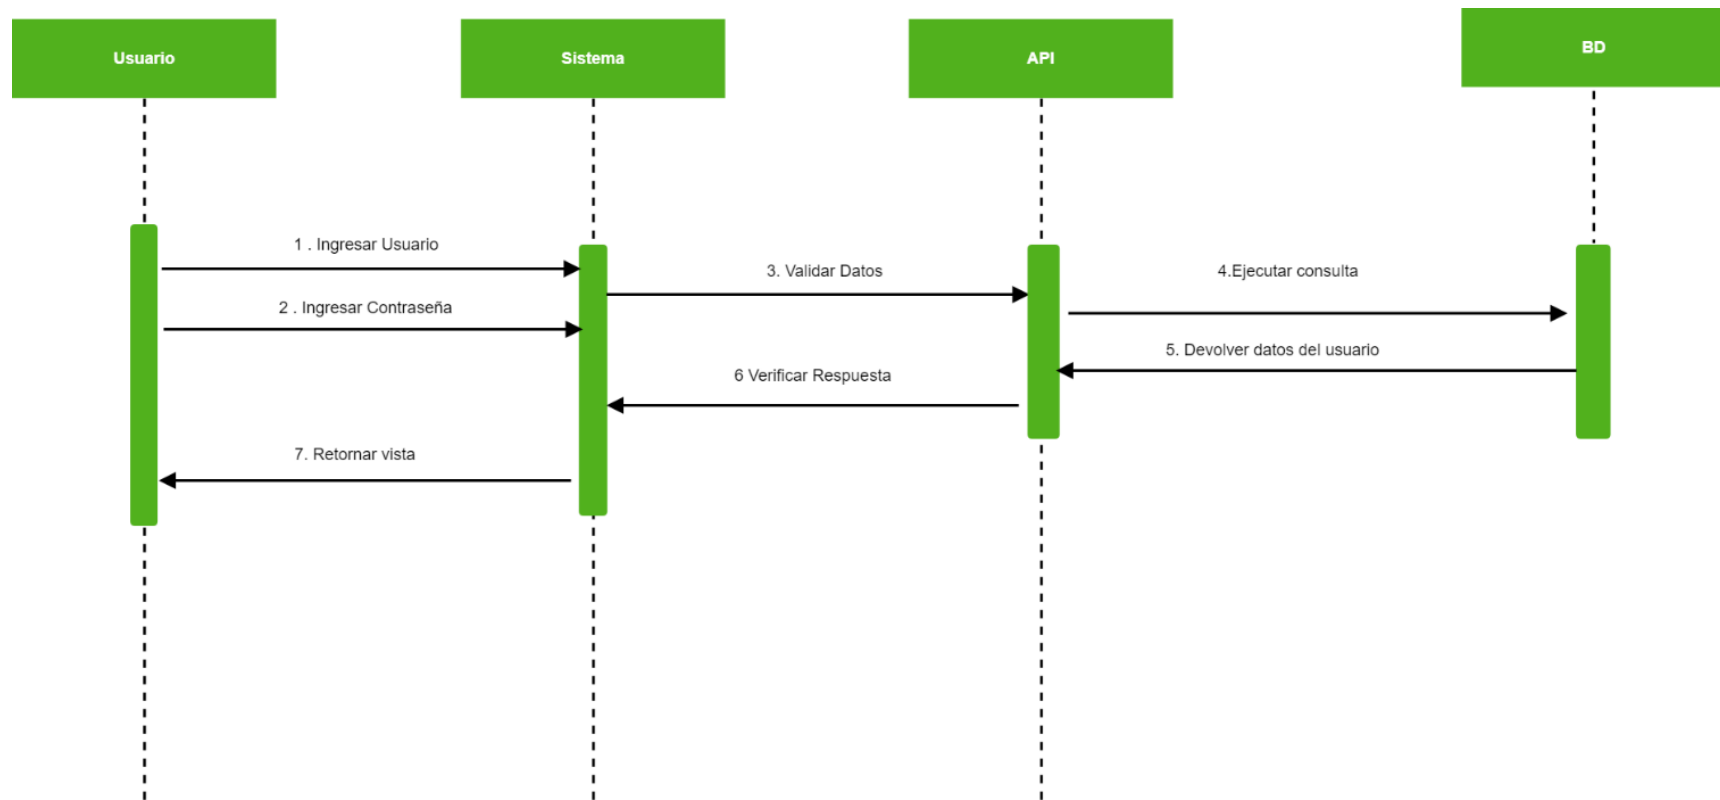 Usuario
Sistema
API
BD
1 . Ingresar Usuario
3. Validar Datos
4.Ejecutar consulta
2 . Ingresar Contraseña
5. Devolver datos del usuario
6 Verificar Respuesta
7. Retornar vista